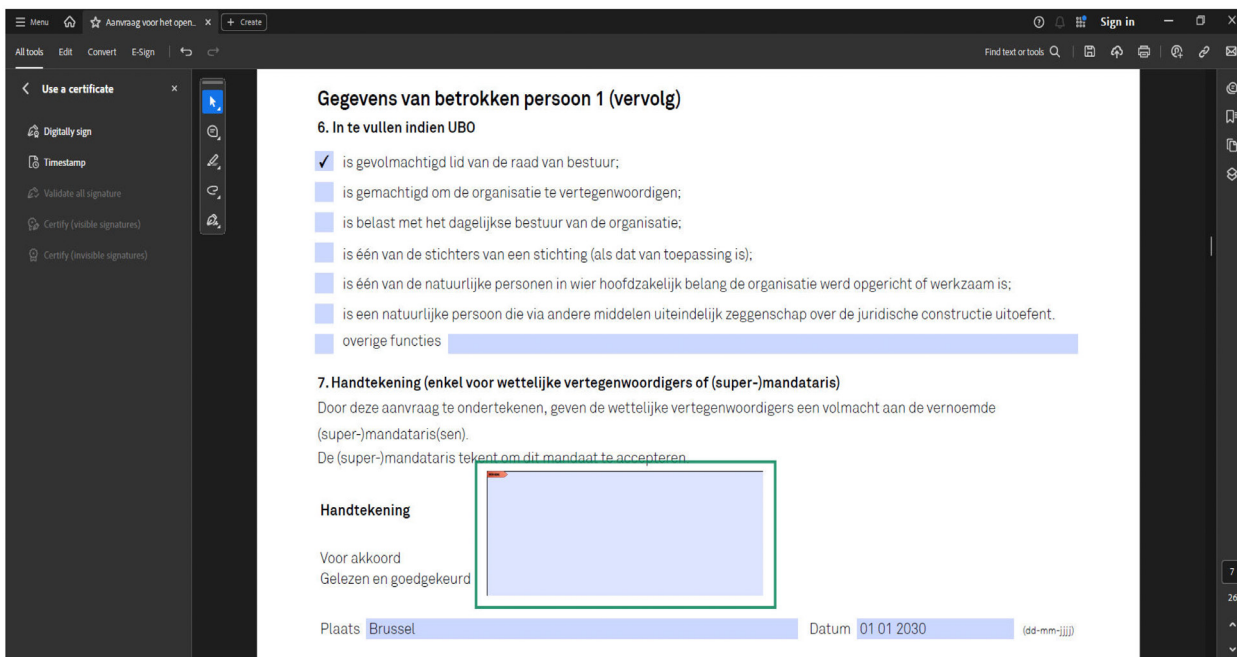 Menu
Aanvraag voor het open...
Create
Sign in
All tools
Edit
Convert
E-Sign
Find text or tools
Use a certificate
Digitally sign
Timestamp
Validate all signature
Certify (visible signatures)
Certify (invisible signatures)
Gegevens van betrokken persoon 1 (vervolg)
6. In te vullen indien UBO
is gevolmachtigd lid van de raad van bestuur;
is gemachtigd om de organisatie te vertegenwoordigen;
is belast met het dagelijkse bestuur van de organisatie;
is één van de stichters van een stichting (als dat van toepassing is);
is één van de natuurlijke personen in wier hoofdzakelijk belang de organisatie werd opgericht of werkzaam is;
is een natuurlijke persoon die via andere middelen uiteindelijk zeggenschap over de juridische constructie uitoefent.
overige functies
7. Handtekening (enkel voor wettelijke vertegenwoordigers of (super-)mandataris)
Door deze aanvraag te ondertekenen, geven de wettelijke vertegenwoordigers een volmacht aan de vernoemde
(super-)mandataris(sen).
De (super-)mandataris tekent om dit mandaat te accepteren
Handtekening
Voor akkoord
Gelezen en goedgekeurd
Plaats Brussel Datum 01 01 2030 (dd-mm-jjjj)
7
26